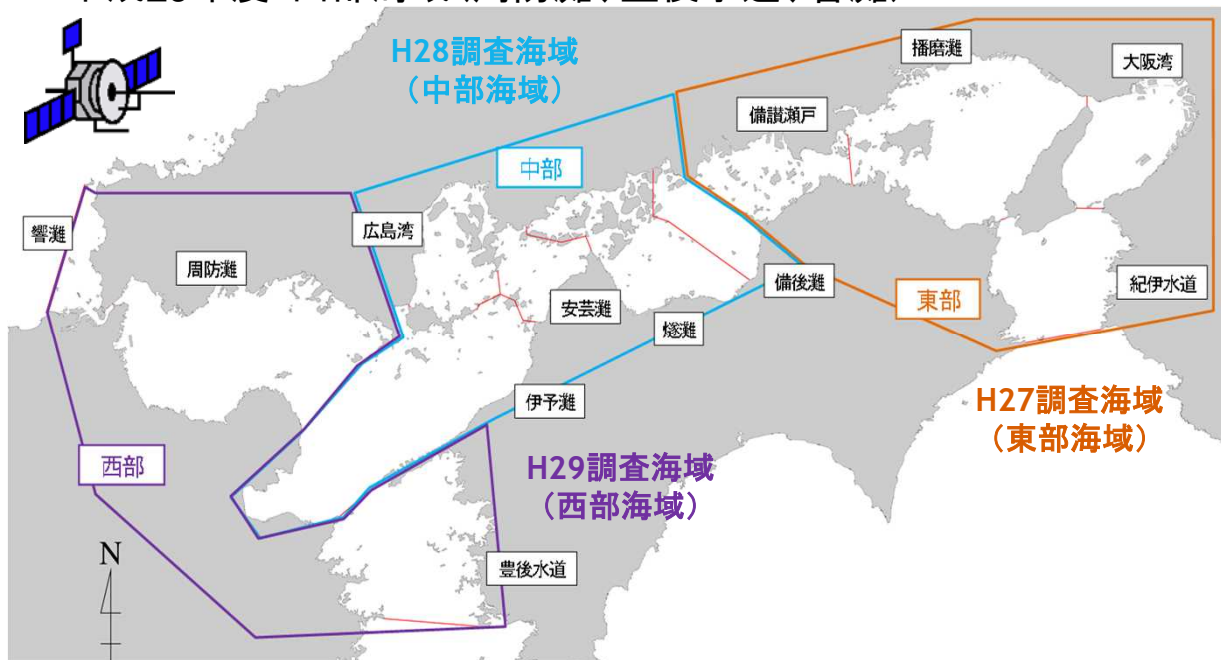 H28調査海域
（中部海域）
播磨灘
大阪湾
備讃瀬戸
中部
響灘
広島湾
周防灘
備後灘
紀伊水道
安芸灘
東部
燧灘
伊予灘
H27調査海域
（東部海域）
西部
H29調査海域
（西部海域）
N
豊後水道